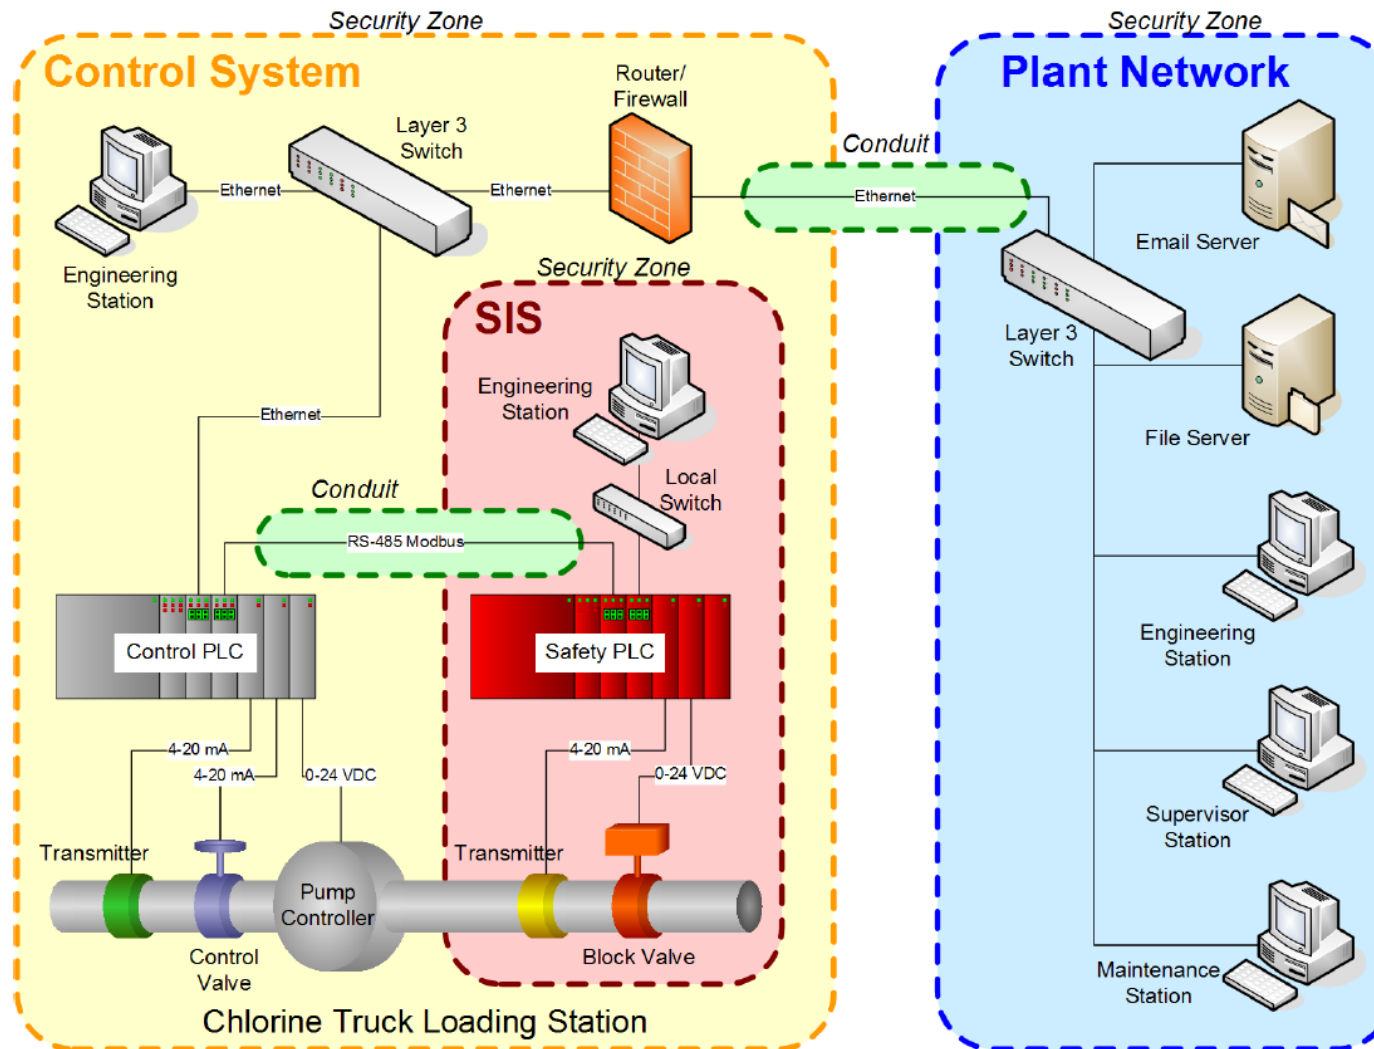 Security Zone
Control System
Router/
Firewall
Layer 3
Switch
Ethernet
Ethernet
Engineering
Station
Conduit
Ethernet
Security Zone
Plant Network
Email Server
Layer 3
Switch
File Server
Engineering
Station
Supervisor
Station
Maintenance
Station
Security Zone
SIS
Engineering
Station
Local
Switch
Ethernet
Conduit
RS-485 Modbus
Control PLC
Safety PLC
4-20 mA
4-20 mA
0-24 VDC
4-20 mA
0-24 VDC
Transmitter
Control
Valve
Pump
Controller
Transmitter
Block Valve
Chlorine Truck Loading Station